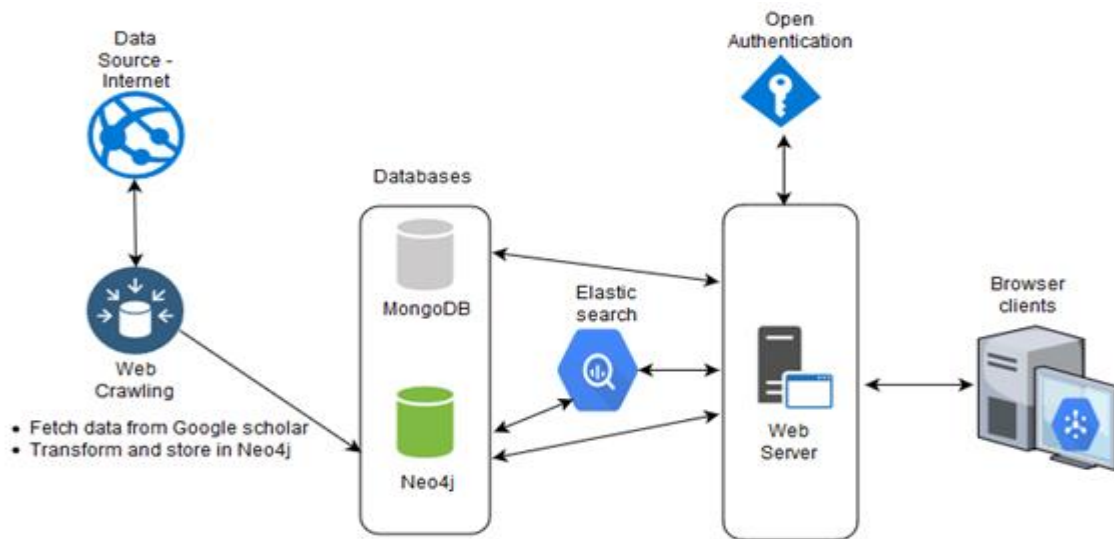 Data
Source -
Internet
Open
Authentication
Databases
MongoDB
Elastic
search
Browser
clients
Web
Crawling
• Fetch data from Google scholar
• Transform and store in Neo4j
Neo4j
Web
Server